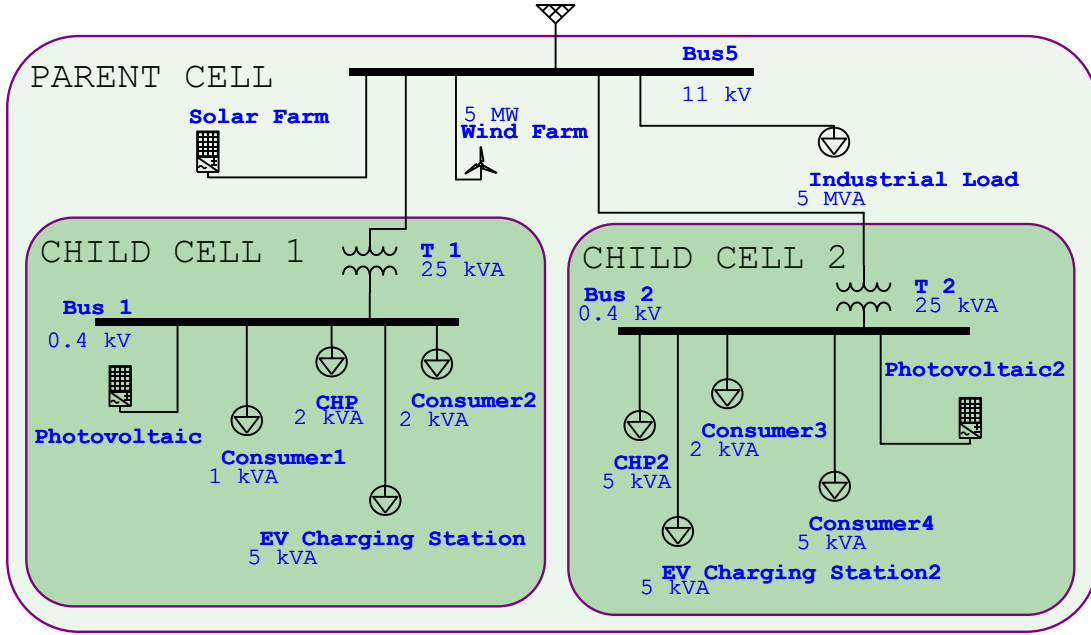 Bus5
PARENT CELL
11 kV
Solar Farm
5 MW
Wind Farm
Industrial Load
5 MVA
CHILD CELL 1
T 1
25 kVA
Bus 1
0.4 kV
Photovoltaic
Consumer1
1 kVA
CHP
2 kVA
Consumer2
2 kVA
EV Charging Station
5 kVA
CHILD CELL 2
T 2
25 kVA
Bus 2
0.4 kV
Photovoltaic2
CHP2
5 kVA
Consumer3
2 kVA
Consumer4
5 kVA
EV Charging Station2
5 kVA